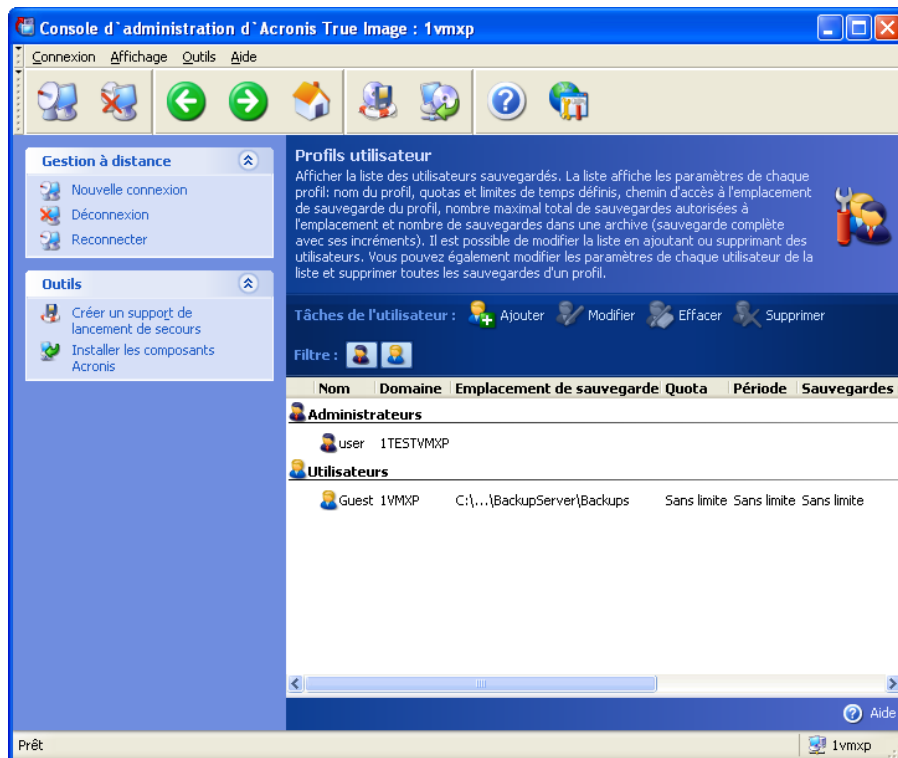 Console d`administration d`Acronis True Image : 1vmxp
Connexion Affichage Outils Aide
Gestion à distance
Nouvelle connexion
Déconnexion
Reconnecter
Outils
Créer un support de
lancement de secours
Installer les composants
Acronis
Profils utilisateur
Afficher la liste des utilisateurs sauvegardés. La liste affiche les paramètres de chaque
profil: nom du profil, quotas et limites de temps définis, chemin d'accès à l'emplacement
de sauvegarde du profil, nombre maximal total de sauvegardes autorisées à
l'emplacement et nombre de sauvegardes dans une archive (sauvegarde complète
avec ses incréments). Il est possible de modifier la liste en ajoutant ou supprimant des
utilisateurs. Vous pouvez également modifier les paramètres de chaque utilisateur de la
liste et supprimer toutes les sauvegardes d'un profil.
Tâches de l'utilisateur : Ajouter Modifier Effacer Supprimer
Filtre :
Nom Domaine Emplacement de sauvegarde Quota Période Sauvegardes
Administrateurs
user 1TESTVMXP
Utilisateurs
Guest 1VMXP C:\...\BackupServer\Backups Sans limite Sans limite Sans limite
Aide
Prêt 1vmxp